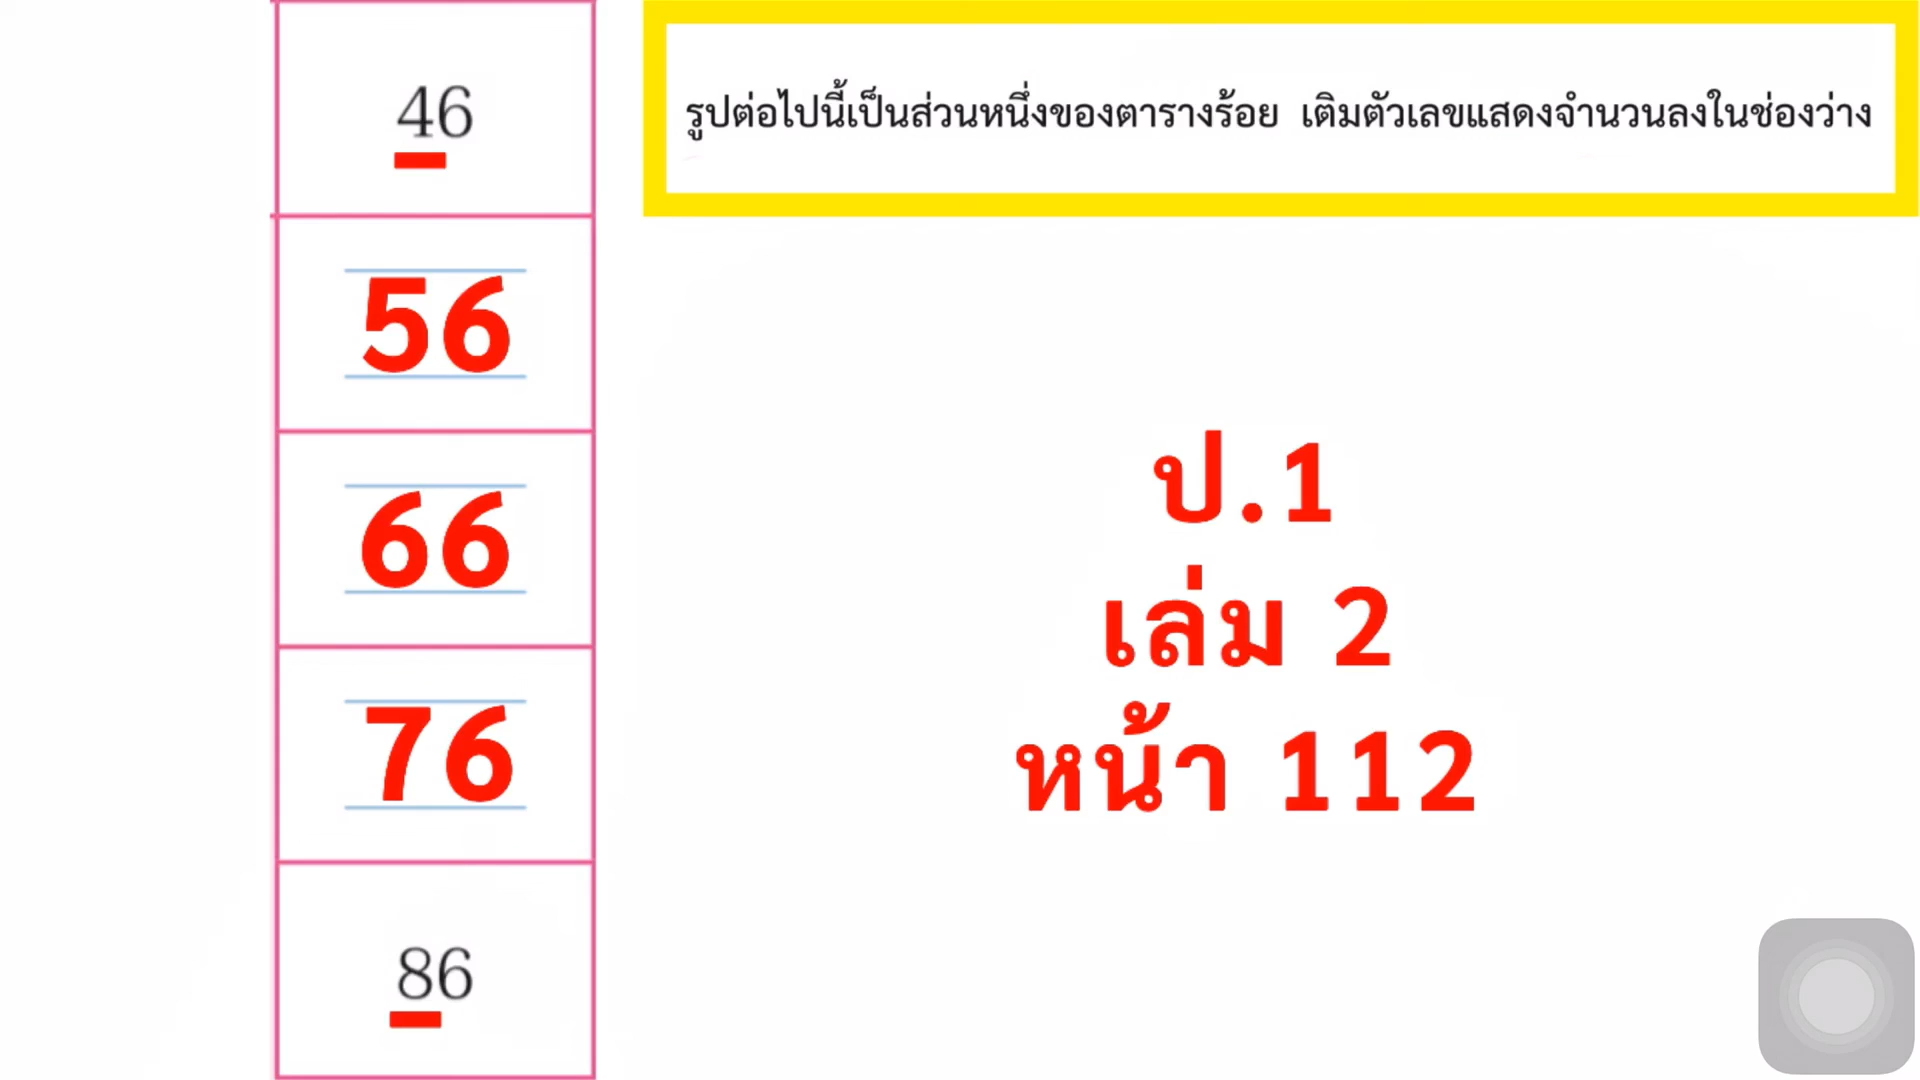 46
56
66
76
86
รูปต่อไปนี้เป็นส่วนหนึ่งของตารางร้อย เติมตัวเลขแสดงจำนวนลงในช่องว่าง
ป.1
เล่ม 2
หน้า 112